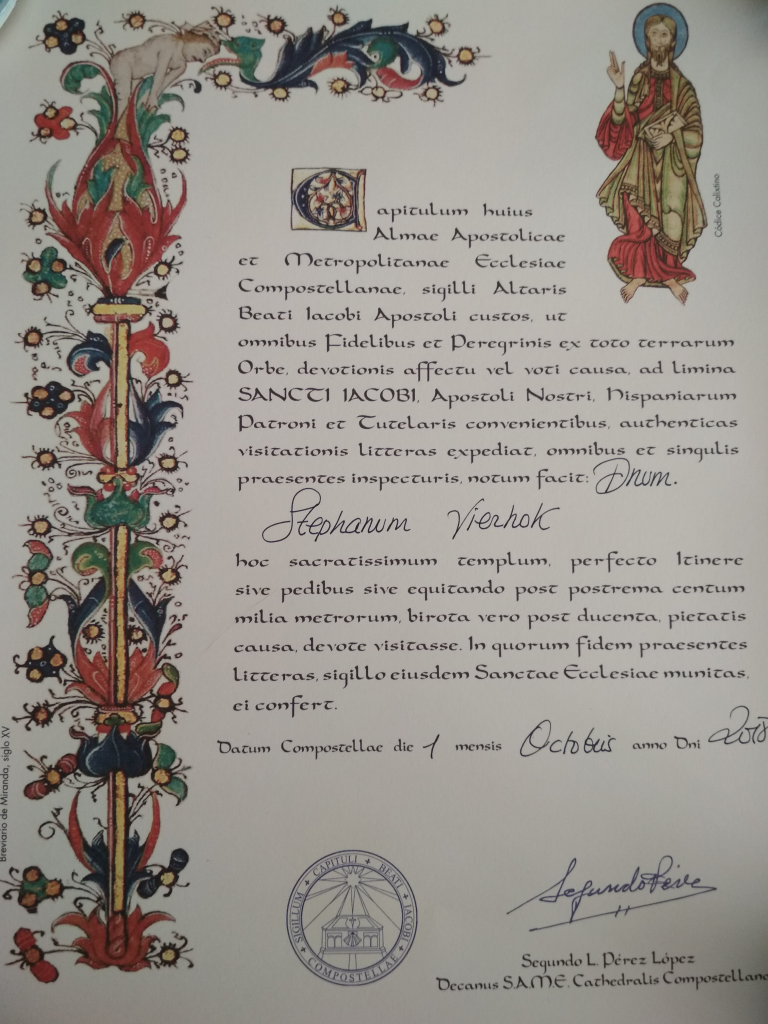 Códice Calixtino
Capitulum huius
Almae Apostolicae
et Metropolitanae Ecclesiae
Compostellanae, sigilli Altaris
Beati Iacobi Apostoli custos, ut
omnibus Fidelibus et Peregrinis ex toto terrarum
Orbe, devotionis affectu vel voti causa, ad limina
SANCTI IACOBI, Apostoli Nostri, Hispaniarum
Patroni et Tutelaris convenientibus, authenticas
visitationis litteras expediat, omnibus et singulis
praesentes inspecturis, notum facit: Dnum.
Stephanum Vierhok
hoc sacratissimum templum, perfecto Itinere
sive pedibus sive equitando post postrema centum
milia metrorum, birota vero post ducenta, pietatis
causa, devote visitasse. In quorum fidem praesentes
litteras, sigillo eiusdem Sanctae Ecclesiae munitas,
ei confert.
Datum Compostellae die 1 mensis Octobris anno Dni 2018
Breviario de Miranda, siglo XV
SIGILLUM CAPITULI BEATI IACOBI COMPOSTELLAE
Segundo Pérez
Segundo L. Pérez López
Decanus S.A.M.E. Cathedralis Compostellan